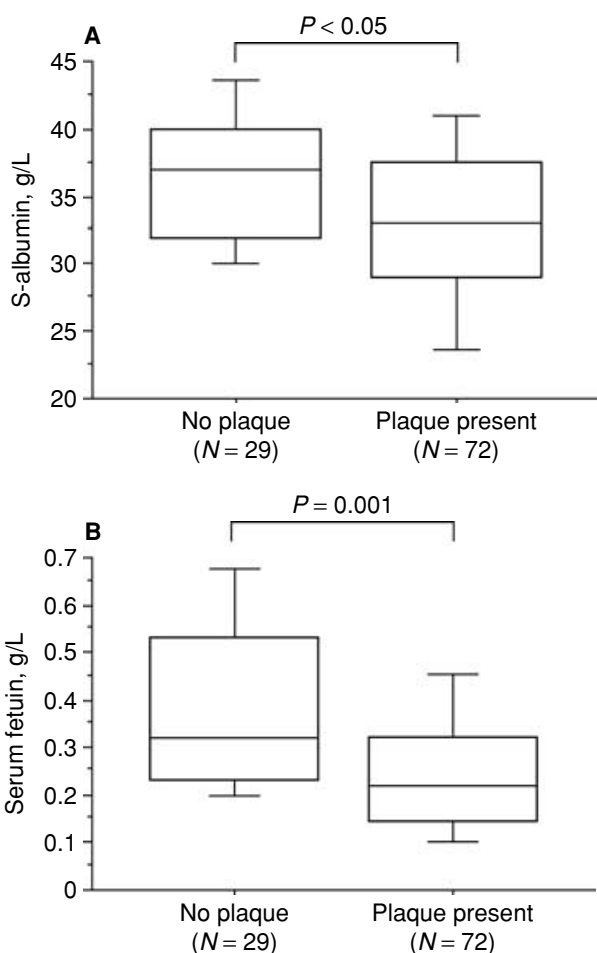 A
P < 0.05
S-albumin, g/L
45
40
35
30
25
20
No plaque
(N = 29)
Plaque present
(N = 72)
B
P = 0.001
Serum fetuin, g/L
0.7
0.6
0.5
0.4
0.3
0.2
0.1
0
No plaque
(N = 29)
Plaque present
(N = 72)